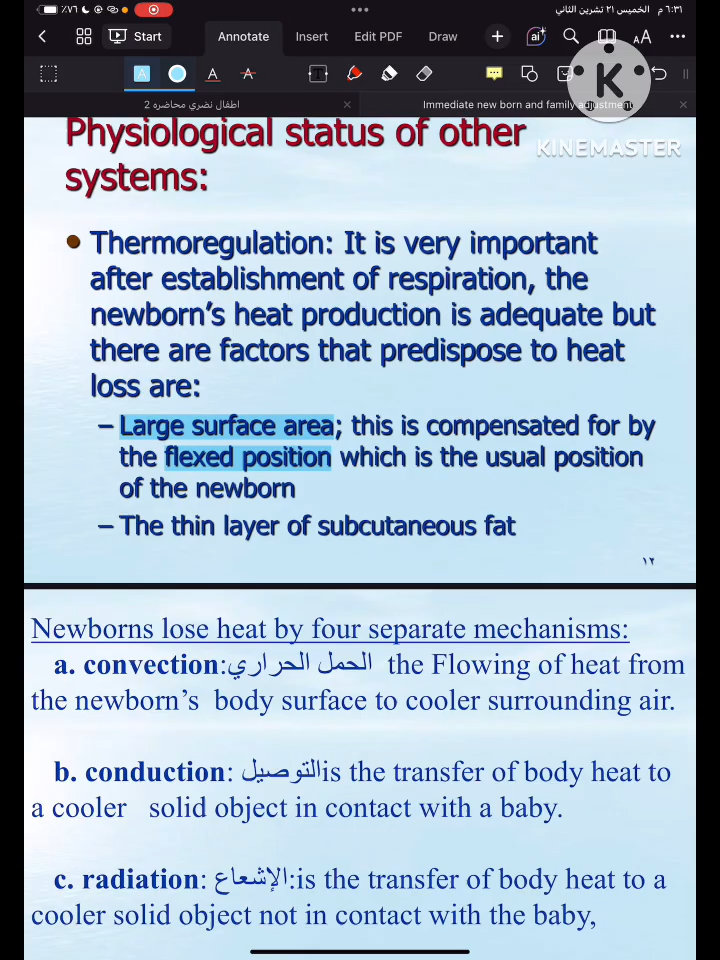 ٪٧٦
الخميس ٢١ تشرين الثاني ٦:٣١ م
Start
Annotate
Insert
Edit PDF
Draw
ai
AA
A
A
A
T
K
اطفال نضري محاضره 2
Immediate new born and family adjustment
KINEMASTER
Physiological status of other
systems:
Thermoregulation: It is very important
after establishment of respiration, the
newborn's heat production is adequate but
there are factors that predispose to heat
loss are:
– Large surface area; this is compensated for by
the flexed position which is the usual position
of the newborn
– The thin layer of subcutaneous fat
١٢
Newborns lose heat by four separate mechanisms:
a. convection:الحمل الحراري the Flowing of heat from
the newborn's body surface to cooler surrounding air.
b. conduction: التوصيلis the transfer of body heat to
a cooler solid object in contact with a baby.
c. radiation: الإشعاع:is the transfer of body heat to a
cooler solid object not in contact with the baby,